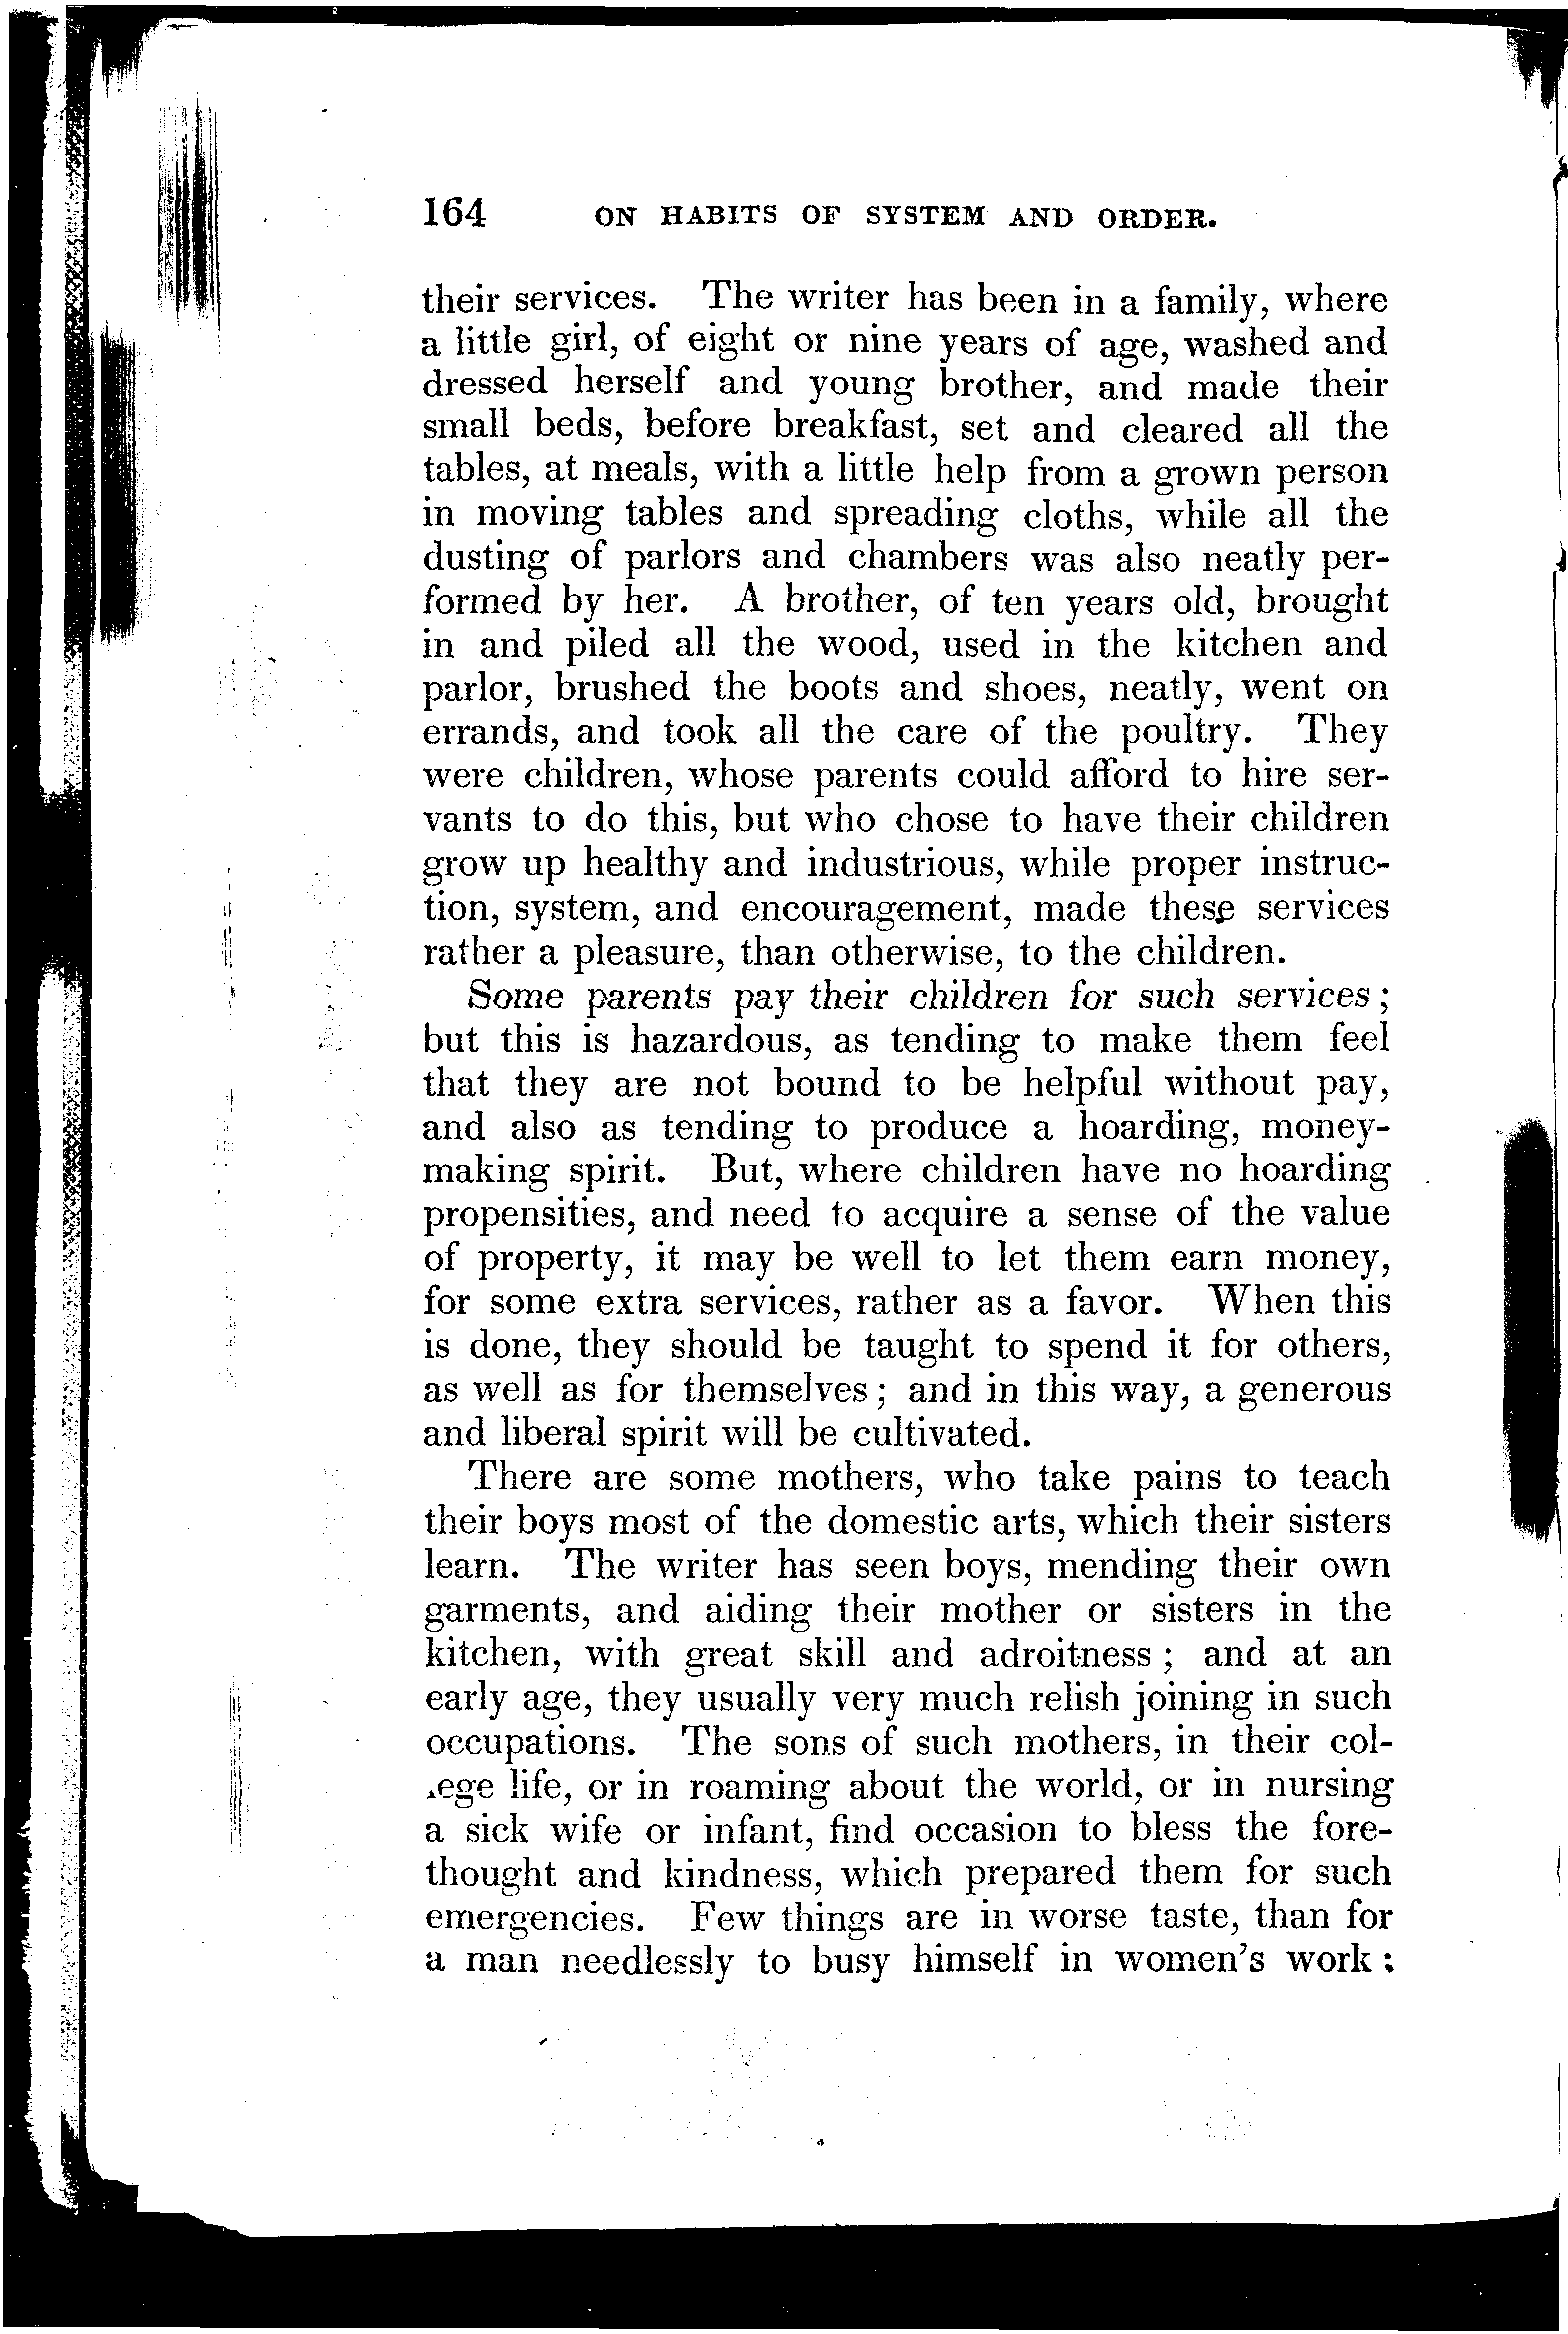 164 ON HABITS OF SYSTEM AND ORDER.
their services. The writer has been in a family, where
a little girl, of eight or nine years of age, washed and
dressed herself and young brother, and made their
small beds, before breakfast, set and cleared all the
tables, at meals, with a little help from a grown person
in moving tables and spreading cloths, while all the
dusting of parlors and chambers was also neatly per-
formed by her. A brother, of ten years old, brought
in and piled all the wood, used in the kitchen and
parlor, brushed the boots and shoes, neatly, went on
errands, and took all the care of the poultry. They
were children, whose parents could afford to hire ser-
vants to do this, but who chose to have their children
grow up healthy and industrious, while proper instruc-
tion, system, and encouragement, made these services
rather a pleasure, than otherwise, to the children.
Some parents pay their children for such services;
but this is hazardous, as tending to make them feel
that they are not bound to be helpful without pay,
and also as tending to produce a hoarding, money-
making spirit. But, where children have no hoarding
propensities, and need to acquire a sense of the value
of property, it may be well to let them earn money,
for some extra services, rather as a favor. When this
is done, they should be taught to spend it for others,
as well as for themselves; and in this way, a generous
and liberal spirit will be cultivated.
There are some mothers, who take pains to teach
their boys most of the domestic arts, which their sisters
learn. The writer has seen boys, mending their own
garments, and aiding their mother or sisters in the
kitchen, with great skill and adroitness; and at an
early age, they usually very much relish joining in such
occupations. The sons of such mothers, in their col-
lege life, or in roaming about the world, or in nursing
a sick wife or infant, find occasion to bless the fore-
thought and kindness, which prepared them for such
emergencies. Few things are in worse taste, than for
a man needlessly to busy himself in women's work;